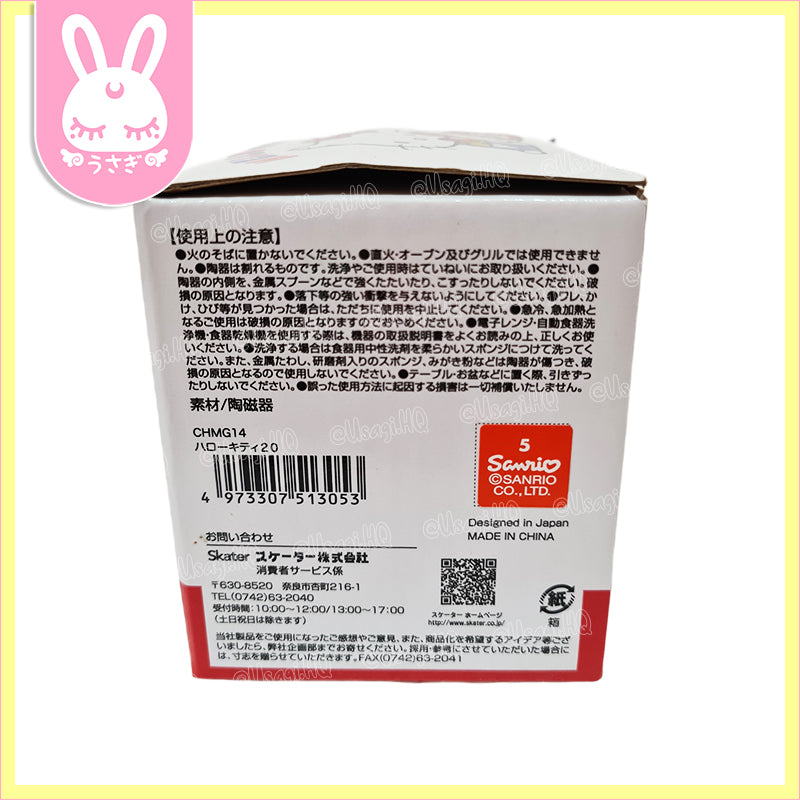 うさぎ
【使用上の注意】
●火のそばに置かないでください。●直火・オーブン及びグリルでは使用できませ
ん。●陶器は割れるものです。洗浄やご使用時はていねいにお取り扱いください。●
陶器の内側を、金属スプーンなどで強くたたいたり、こすったりしないでください。破
損の原因となります。●落下等の強い衝撃を与えないようにしてください。●ワレ、か
け、ひび等が見つかった場合は、ただちに使用を中止してください。●急冷、急加熱と
なるご使用は破損の原因となりますのでおやめください。●電子レンジ・自動食器洗
浄機・食器乾燥機を使用する際は、機器の取扱説明書をよくお読みの上、正しくお使
いください。●洗浄する場合は食器用中性洗剤を柔らかいスポンジにつけて洗ってく
ださい。また、金属たわし、研磨剤入りのスポンジ、みがき粉などは陶器が傷つき、破
損の原因となるので使用しないでください。●テーブル・お盆などに置く際、引きずっ
たりしないでください。●誤った使用方法に起因する損害は一切補償いたしません。
素材/陶磁器
CHMG14
ハローキティ20
4 973307 513053
5
Sanrio
©SANRIO
CO., LTD.
Designed in Japan
MADE IN CHINA
お問い合わせ
Skater スケーター株式会社
消費者サービス係
〒630-8520 奈良市杏町216-1
TEL(0742)63-2040
受付時間:10:00~12:00/13:00~17:00
(土日祝日は除きます)
スケーター ホームページ
http://www.skater.co.jp/
紙
箱
当社製品をご使用になったご感想やご意見、また、商品化を希望するアイデア等ござ
いましたら、弊社企画部までお寄せください。採用・参考にさせていただいた場合に
は、寸志を贈らせていただきます。FAX(0742)63-2041
@Usagi.HQ